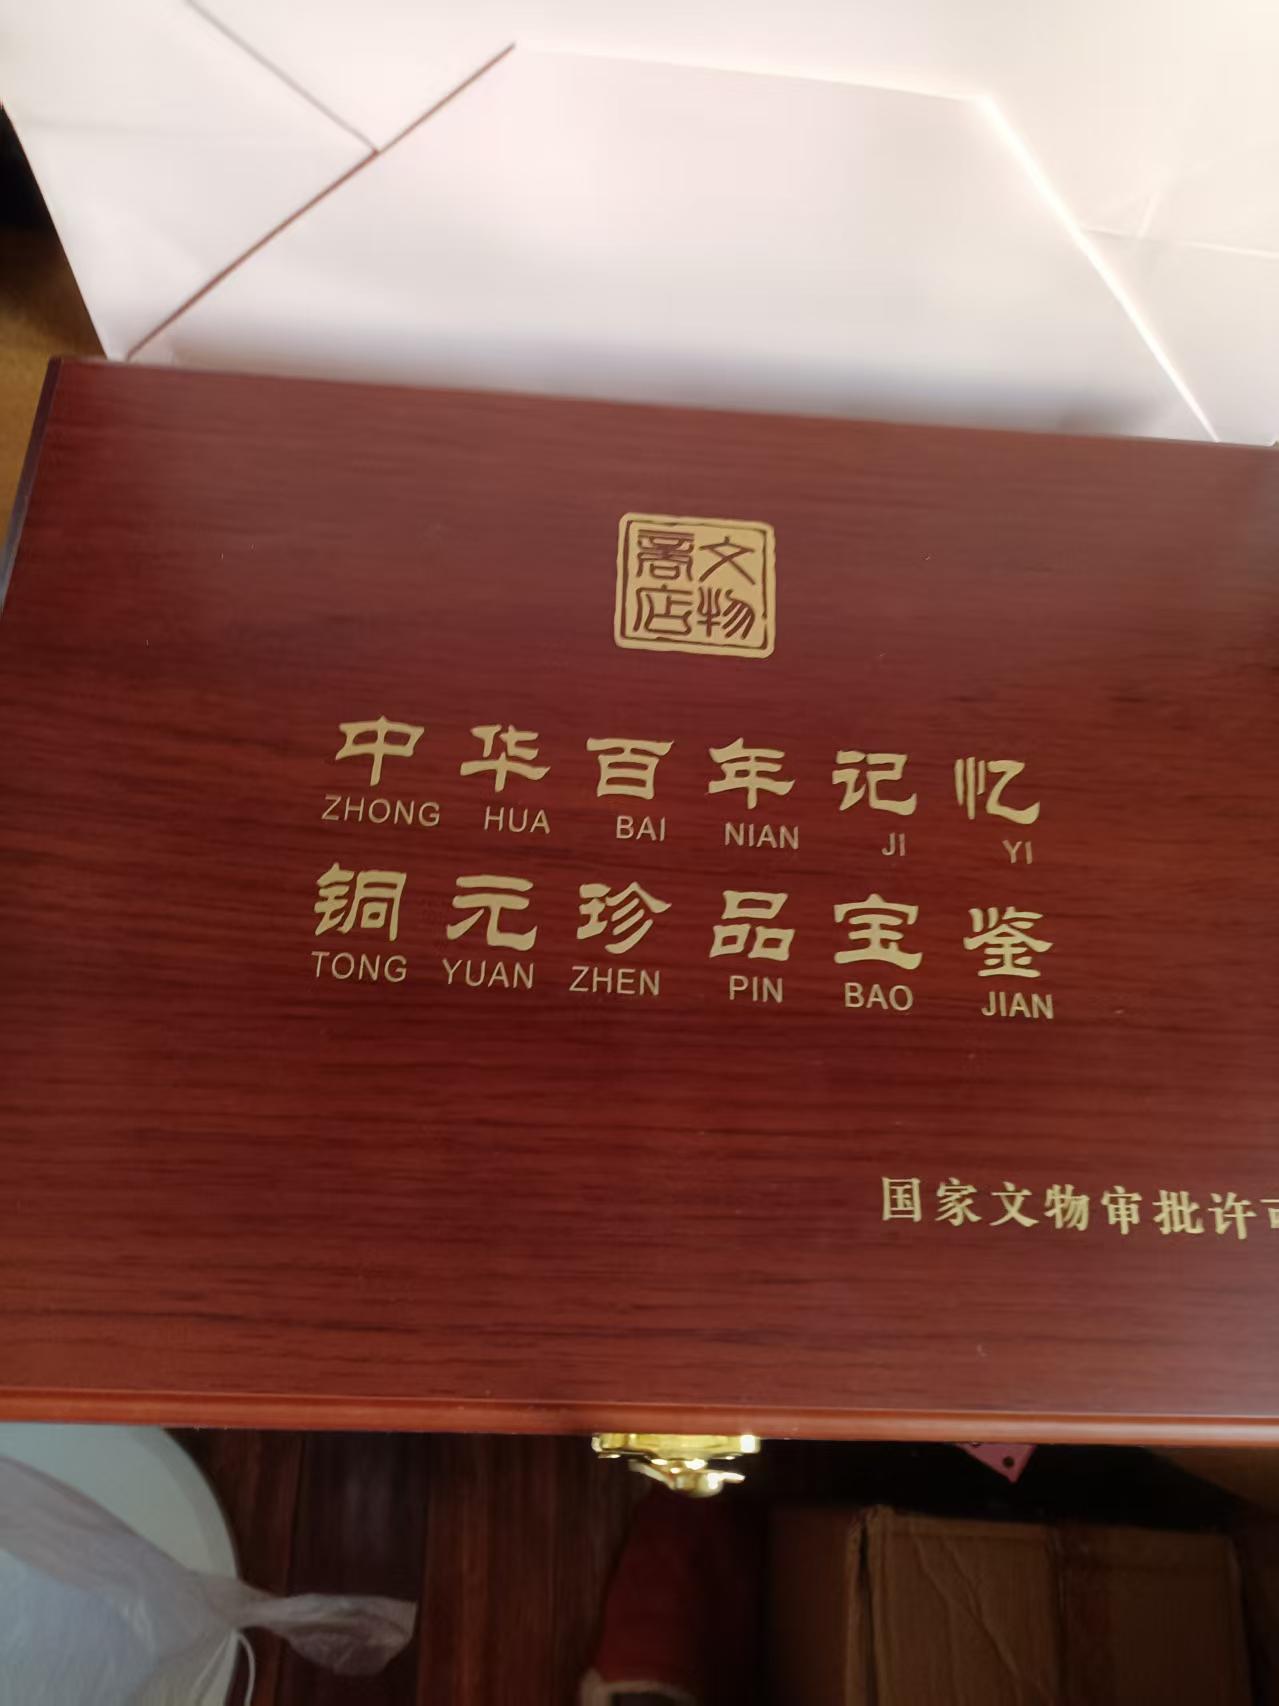 文物商店
中华百年记忆
ZHONG HUA BAI NIAN JI YI
铜元珍品宝鉴
TONG YUAN ZHEN PIN BAO JIAN
国家文物审批许可